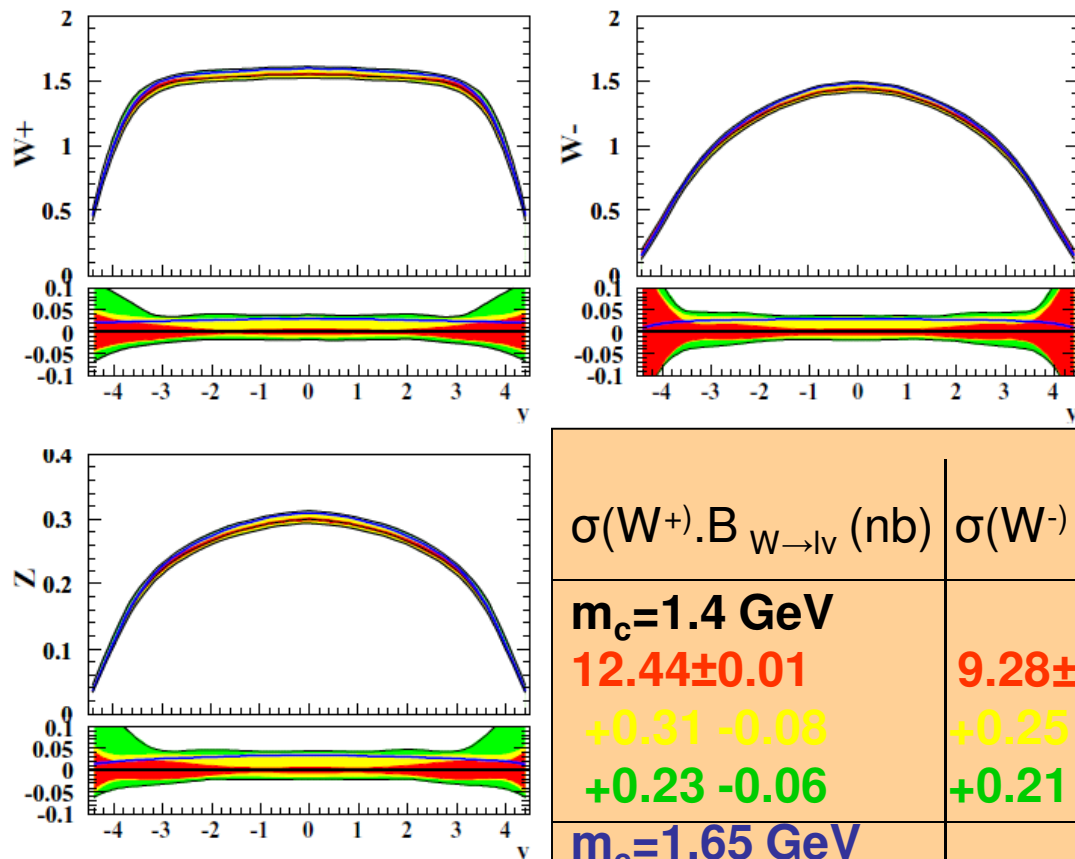 2
1.5
1
0.5
0
W+
0.1
0.05
0
-0.05
-0.1
-4 -3 -2 -1 0 1 2 3 4
y
2
1.5
1
0.5
0
W-
0.1
0.05
0
-0.05
-0.1
-4 -3 -2 -1 0 1 2 3 4
y
0.4
0.3
0.2
0.1
0
Z
0.1
0.05
0
-0.05
-0.1
-4 -3 -2 -1 0 1 2 3 4
y
σ(W⁺).B W→lν (nb) σ(W⁻)
m_c=1.4 GeV
12.44±0.01 9.28±
+0.31 -0.08 +0.25
+0.23 -0.06 +0.21
m_c=1.65 GeV